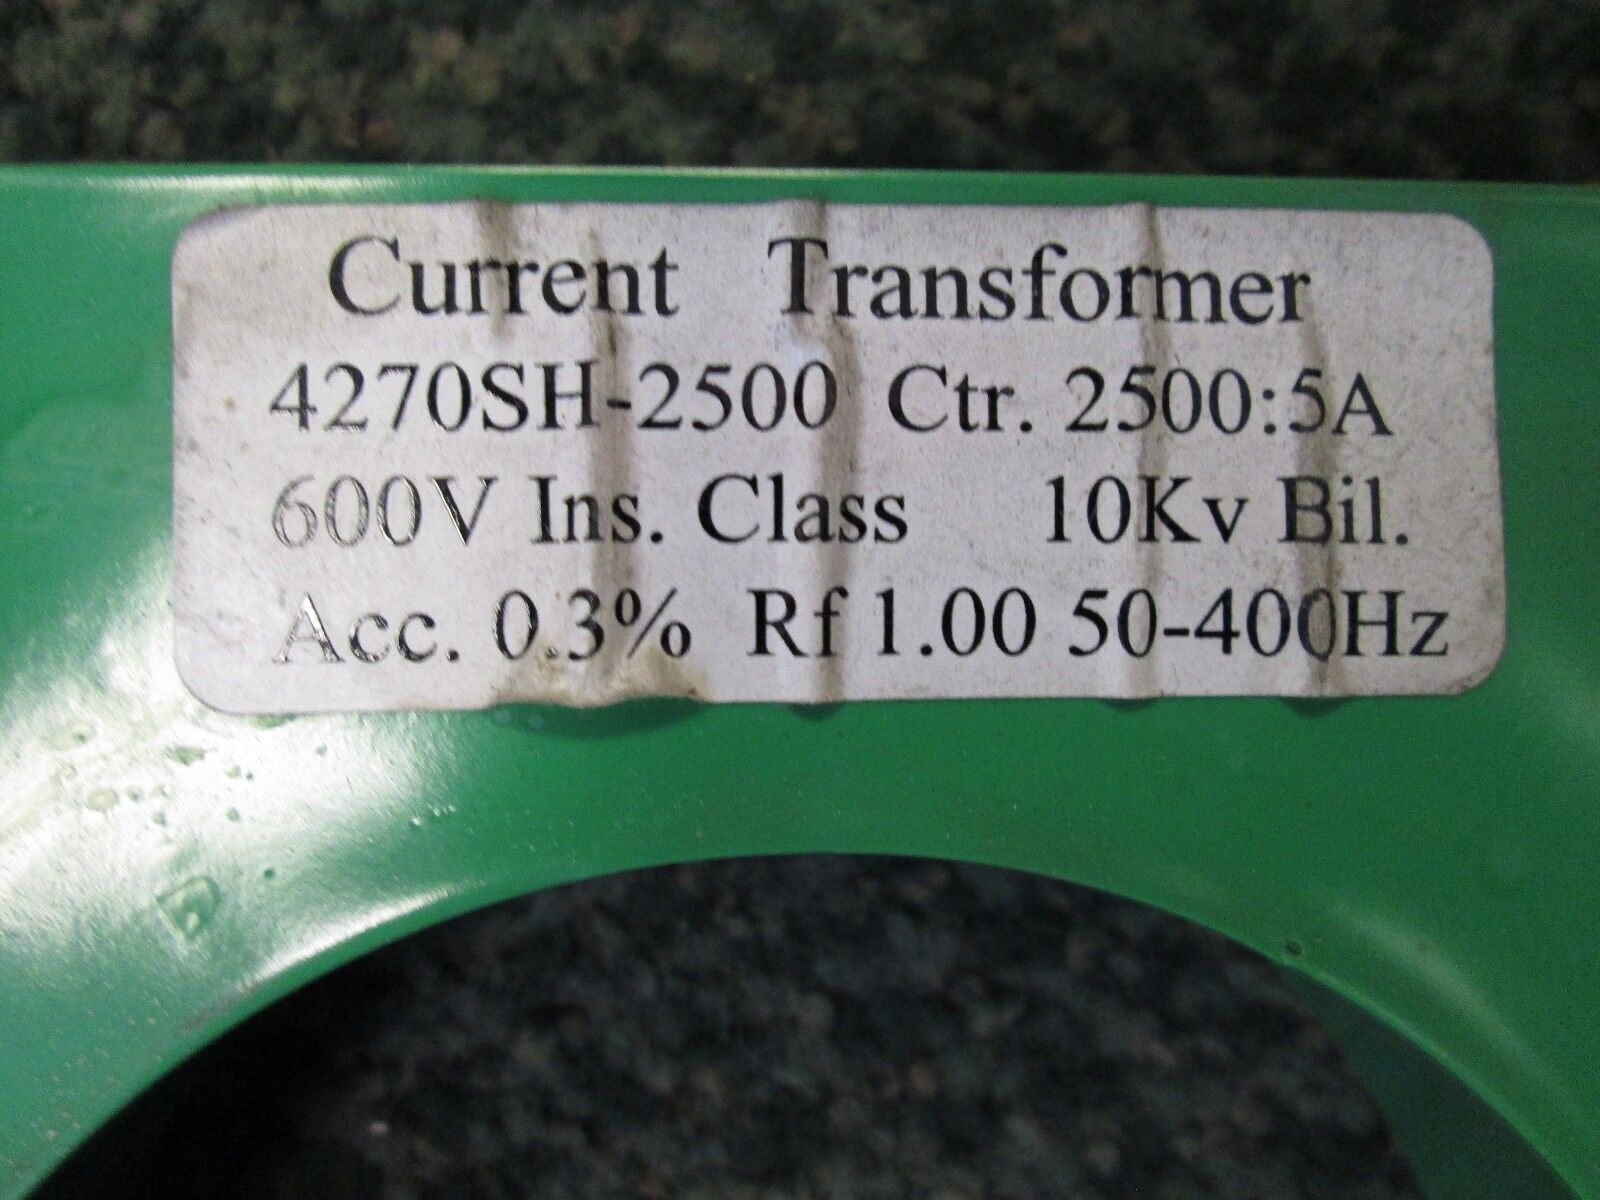 Current Transformer
4270SH-2500 Ctr. 2500:5A
600V Ins. Class 10Kv Bil.
Acc. 0.3% Rf 1.00 50-400Hz